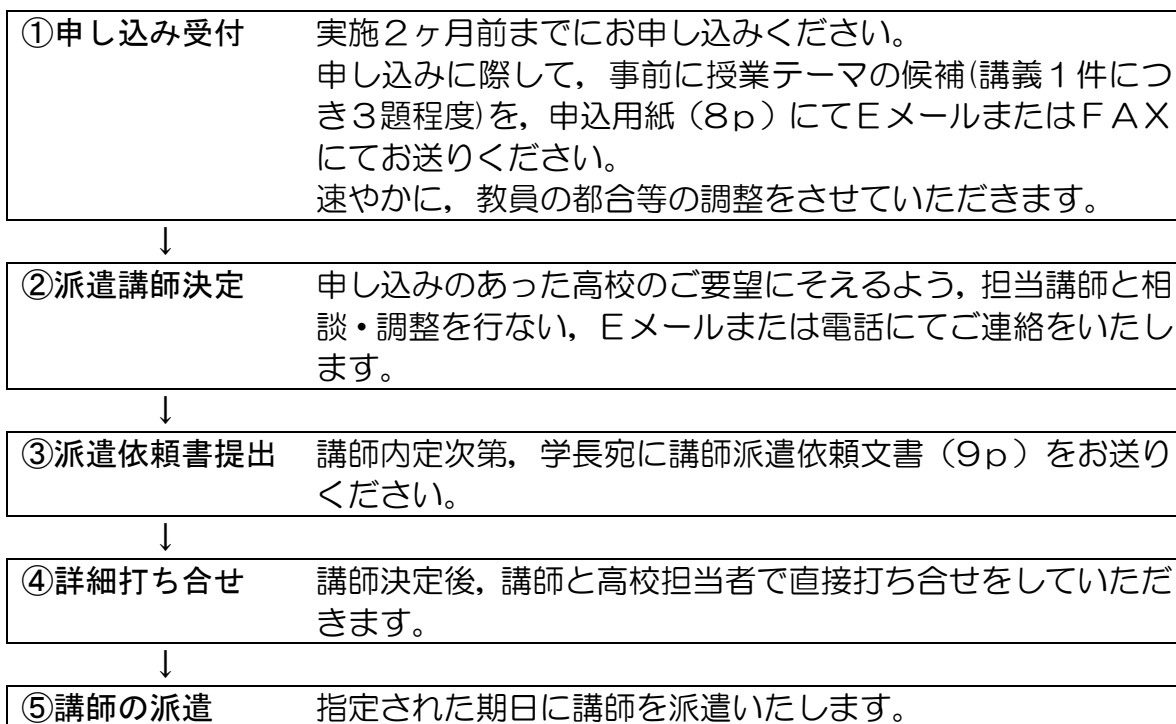 ①申し込み受付 実施２ヶ月前までにお申し込みください。
申し込みに際して，事前に授業テーマの候補(講義１件につ
き３題程度)を，申込用紙（8p）にてＥメールまたはＦＡＸ
にてお送りください。
速やかに，教員の都合等の調整をさせていただきます。
↓
②派遣講師決定 申し込みのあった高校のご要望にそえるよう，担当講師と相
談・調整を行ない，Ｅメールまたは電話にてご連絡をいたし
ます。
↓
③派遣依頼書提出 講師内定次第，学長宛に講師派遣依頼文書（9p）をお送り
ください。
↓
④詳細打ち合せ 講師決定後，講師と高校担当者で直接打ち合せをしていただ
きます。
↓
⑤講師の派遣 指定された期日に講師を派遣いたします。